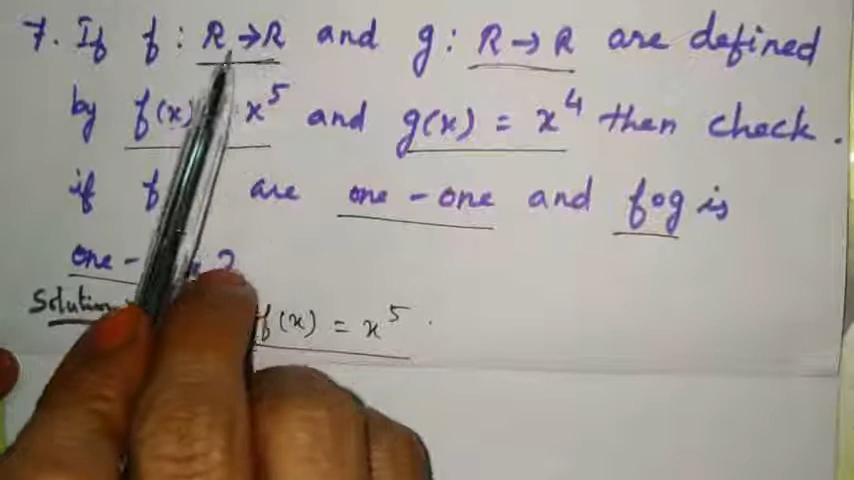 7. If f : R → R and g : R → R are defined
by f(x) x⁵ and g(x) = x⁴ then check.
if f are one - one and fog is
one - ?
Solution f(x) = x⁵.